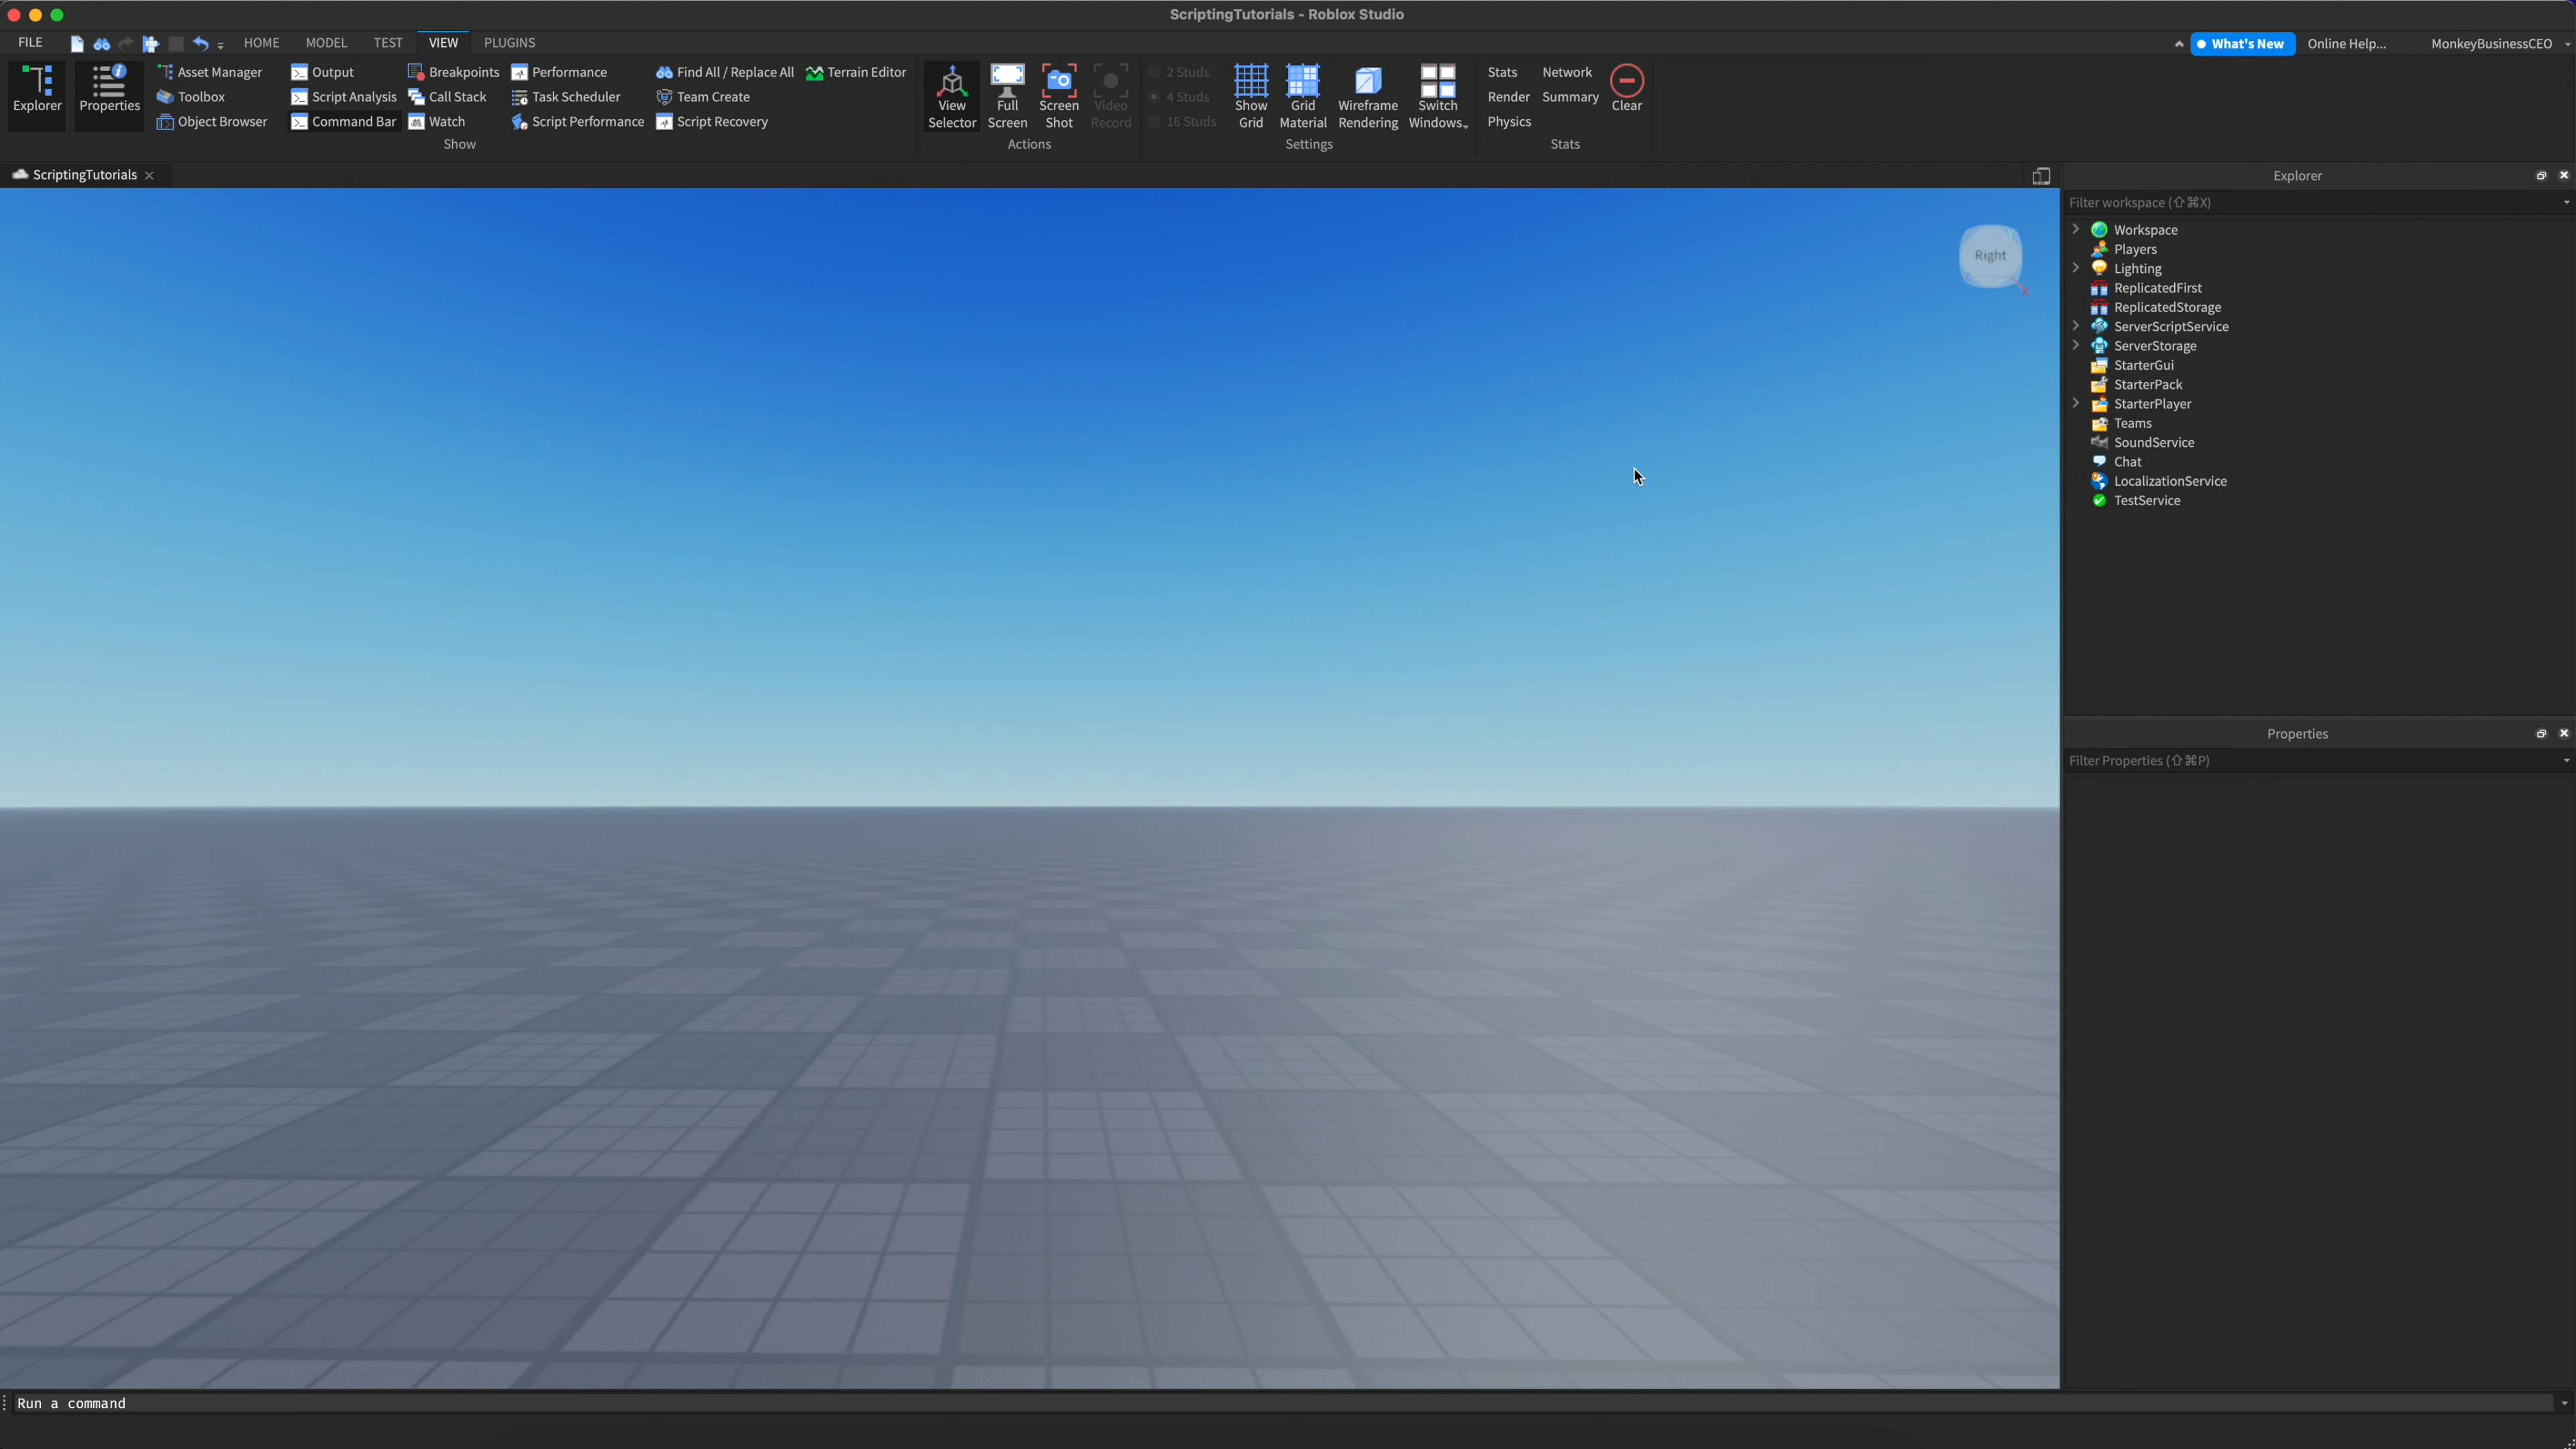 ScriptingTutorials - Roblox Studio
FILE HOME MODEL TEST VIEW PLUGINS What's New Online Help... MonkeyBusinessCEO
Explorer Properties
Asset Manager
Toolbox
Object Browser
Output
Script Analysis
Command Bar
Breakpoints
Call Stack
Watch
Performance
Task Scheduler
Script Performance
Find All / Replace All
Team Create
Script Recovery
Terrain Editor
Show
View
Selector
Full
Screen
Screen
Shot
Video
Record
Actions
2 Studs
4 Studs
16 Studs
Show
Grid
Grid
Material
Wireframe
Rendering
Switch
Windows
Settings
Stats
Render
Physics
Network
Summary
Clear
Stats
ScriptingTutorials
Right
X
Explorer
Filter workspace (⇧⌘X)
Workspace
Players
Lighting
ReplicatedFirst
ReplicatedStorage
ServerScriptService
ServerStorage
StarterGui
StarterPack
StarterPlayer
Teams
SoundService
Chat
LocalizationService
TestService
Properties
Filter Properties (⇧⌘P)
Run a command